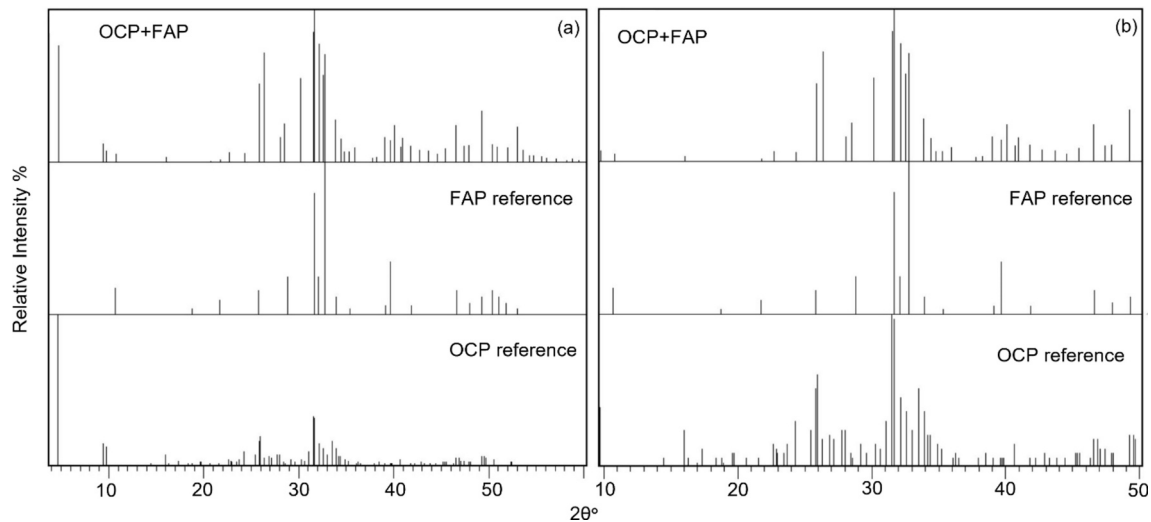 OCP+FAP
(a)
FAP reference
OCP reference
10
20
30
40
50
OCP+FAP
(b)
FAP reference
OCP reference
10
20
30
40
50
Relative Intensity %
2θ°